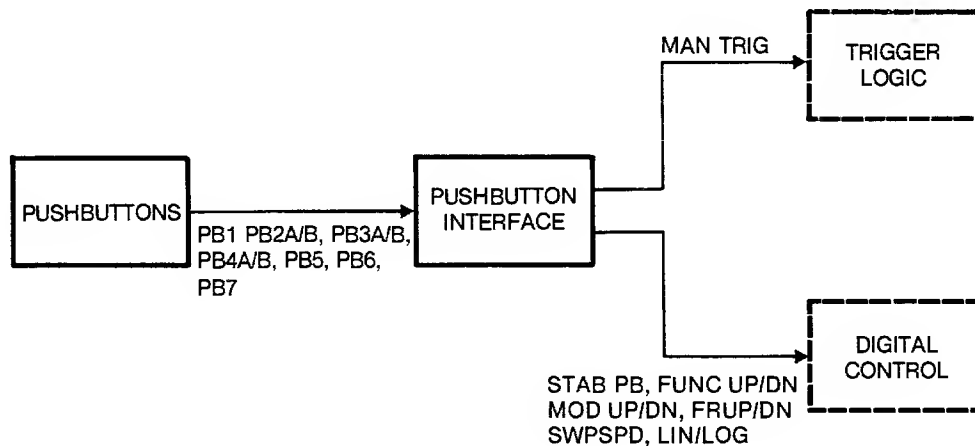 MAN TRIG
TRIGGER
LOGIC
PUSHBUTTONS
PB1 PB2A/B, PB3A/B,
PB4A/B, PB5, PB6,
PB7
PUSHBUTTON
INTERFACE
STAB PB, FUNC UP/DN
MOD UP/DN, FRUP/DN
SWPSPD, LIN/LOG
DIGITAL
CONTROL